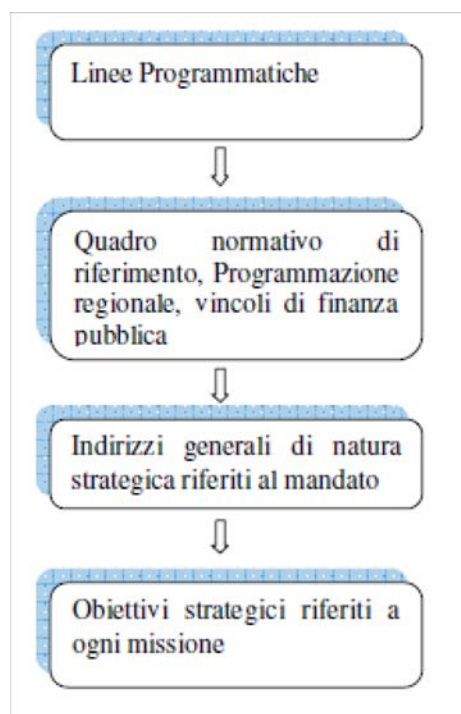 Linee Programmatiche
Quadro normativo di
riferimento, Programmazione
regionale, vincoli di finanza
pubblica
Indirizzi generali di natura
strategica riferiti al mandato
Obiettivi strategici riferiti a
ogni missione